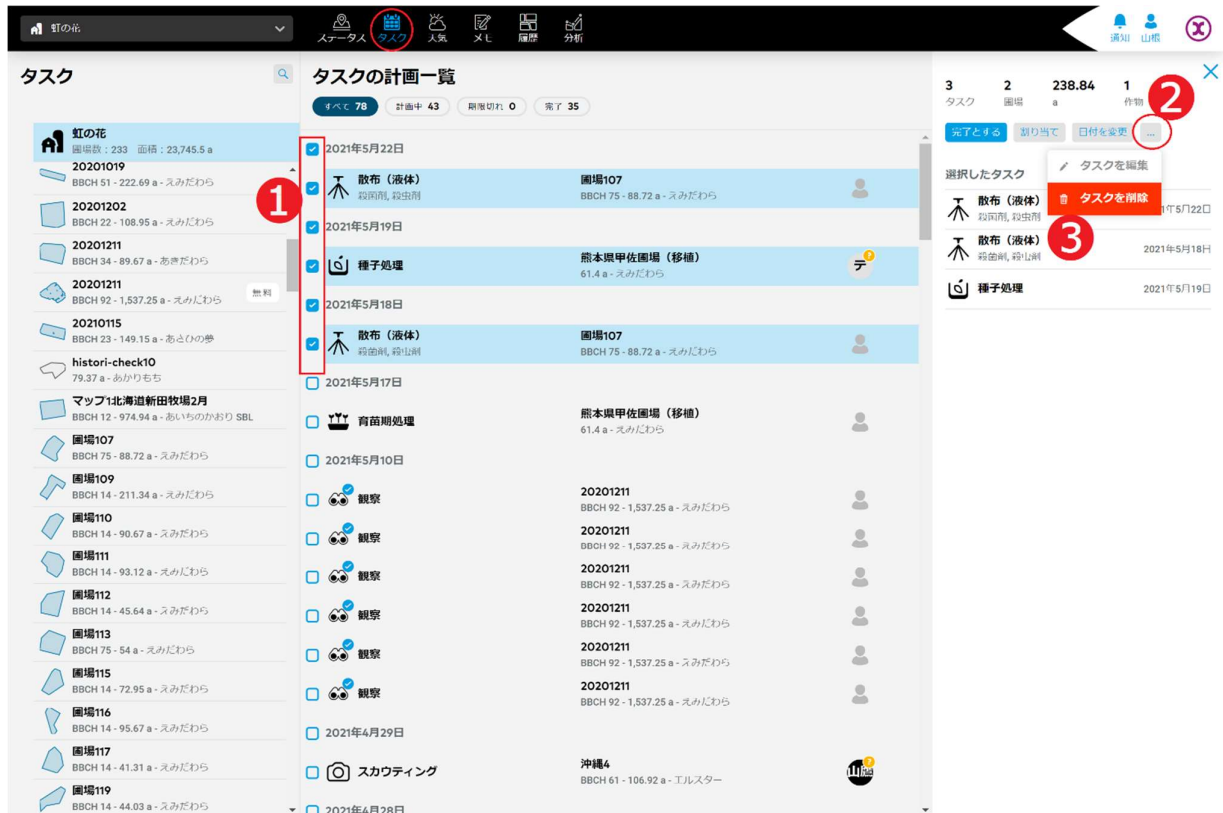 虹の花
ステータス
タスク
天気
メモ
履歴
分析
通知
山根
タスク
虹の花
圃場数：233 面積：23,745.5 a
20201019
BBCH 51 - 222.69 a - えみだわら
20201202
BBCH 22 - 108.95 a - えみだわら
20201211
BBCH 34 - 89.67 a - あきだわら
20201211
BBCH 92 - 1,537.25 a - えみだわら
無料
20210115
BBCH 23 - 149.15 a - あさひの夢
histori-check10
79.37 a - あかりもち
マップ1北海道新田牧場2月
BBCH 12 - 974.94 a - あいちのかおり SBL
圃場107
BBCH 75 - 88.72 a - えみだわら
圃場109
BBCH 14 - 211.34 a - えみだわら
圃場110
BBCH 14 - 90.67 a - えみだわら
圃場111
BBCH 14 - 93.12 a - えみだわら
圃場112
BBCH 14 - 45.64 a - えみだわら
圃場113
BBCH 75 - 54 a - えみだわら
圃場115
BBCH 14 - 72.95 a - えみだわら
圃場116
BBCH 14 - 95.67 a - えみだわら
圃場117
BBCH 14 - 41.31 a - えみだわら
圃場119
BBCH 14 - 44.03 a - えみだわら
タスクの計画一覧
すべて 78
計画中 43
期限切れ 0
完了 35
1
2021年5月22日
散布（液体）
殺菌剤, 殺虫剤
圃場107
BBCH 75 - 88.72 a - えみだわら
2021年5月19日
種子処理
熊本県甲佐圃場（移植）
61.4 a - えみだわら
テ
?
2021年5月18日
散布（液体）
殺菌剤, 殺虫剤
圃場107
BBCH 75 - 88.72 a - えみだわら
2021年5月17日
育苗期処理
熊本県甲佐圃場（移植）
61.4 a - えみだわら
2021年5月10日
観察
20201211
BBCH 92 - 1,537.25 a - えみだわら
観察
20201211
BBCH 92 - 1,537.25 a - えみだわら
観察
20201211
BBCH 92 - 1,537.25 a - えみだわら
観察
20201211
BBCH 92 - 1,537.25 a - えみだわら
観察
20201211
BBCH 92 - 1,537.25 a - えみだわら
観察
20201211
BBCH 92 - 1,537.25 a - えみだわら
2021年4月29日
スカウティング
沖縄4
BBCH 61 - 106.92 a - エルスター
?
2021年4月28日
3 2 238.84 1
タスク 圃場 a 作物
2
完了とする
割り当て
日付を変更
...
タスクを編集
タスクを削除
3
選択したタスク
散布（液体）
殺菌剤, 殺虫剤
年5月22日
散布（液体）
殺菌剤, 殺虫剤
2021年5月18日
種子処理
2021年5月19日